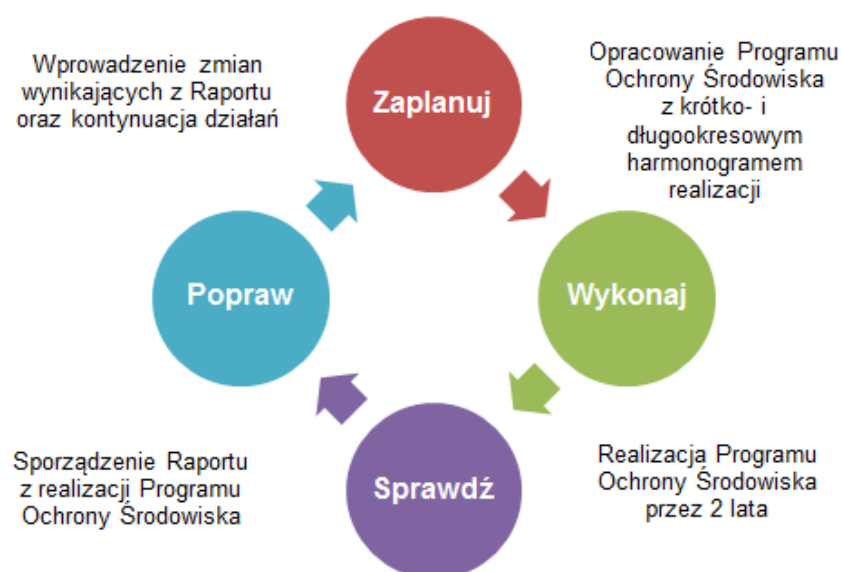 Wprowadzenie zmian
wynikających z Raportu
oraz kontynuacja działań
Zaplanuj
Opracowanie Programu
Ochrony Środowiska
z krótko- i
długookresowym
harmonogramem
realizacji
Popraw
Wykonaj
Sporządzenie Raportu
z realizacji Programu
Ochrony Środowiska
Sprawdź
Realizacja Programu
Ochrony Środowiska
przez 2 lata